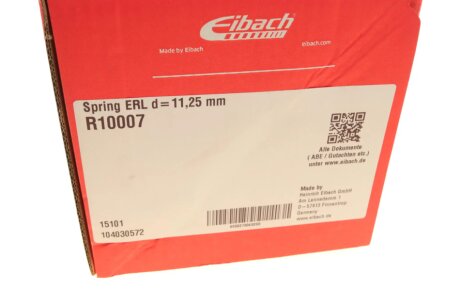 Eibach
Made by Eibach
eibach.com
Spring ERL d=11,25 mm
R10007
Alle Dokumente
( ABE / Gutachten etc.)
unter www.eibach.de
Made by
Heinrich Eibach GmbH
Am Lennedamm 1
D-57413 Finnentrop
Germany
www.eibach.de
15101
104030572